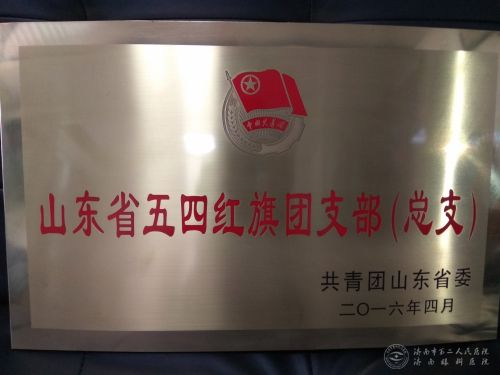 中国共青团
山东省五四红旗团支部(总支)
共青团山东省委
二〇一六年四月
济南市第二人民医院
济南眼科医院